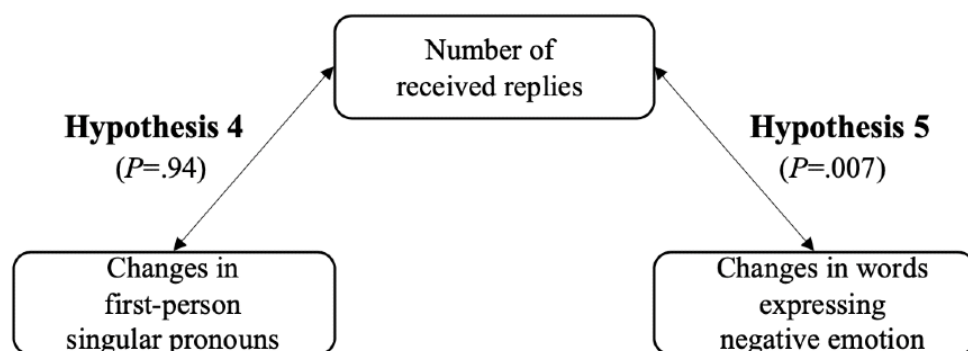 Number of
received replies
Hypothesis 4
(P=.94)
Hypothesis 5
(P=.007)
Changes in
first-person
singular pronouns
Changes in words
expressing
negative emotion